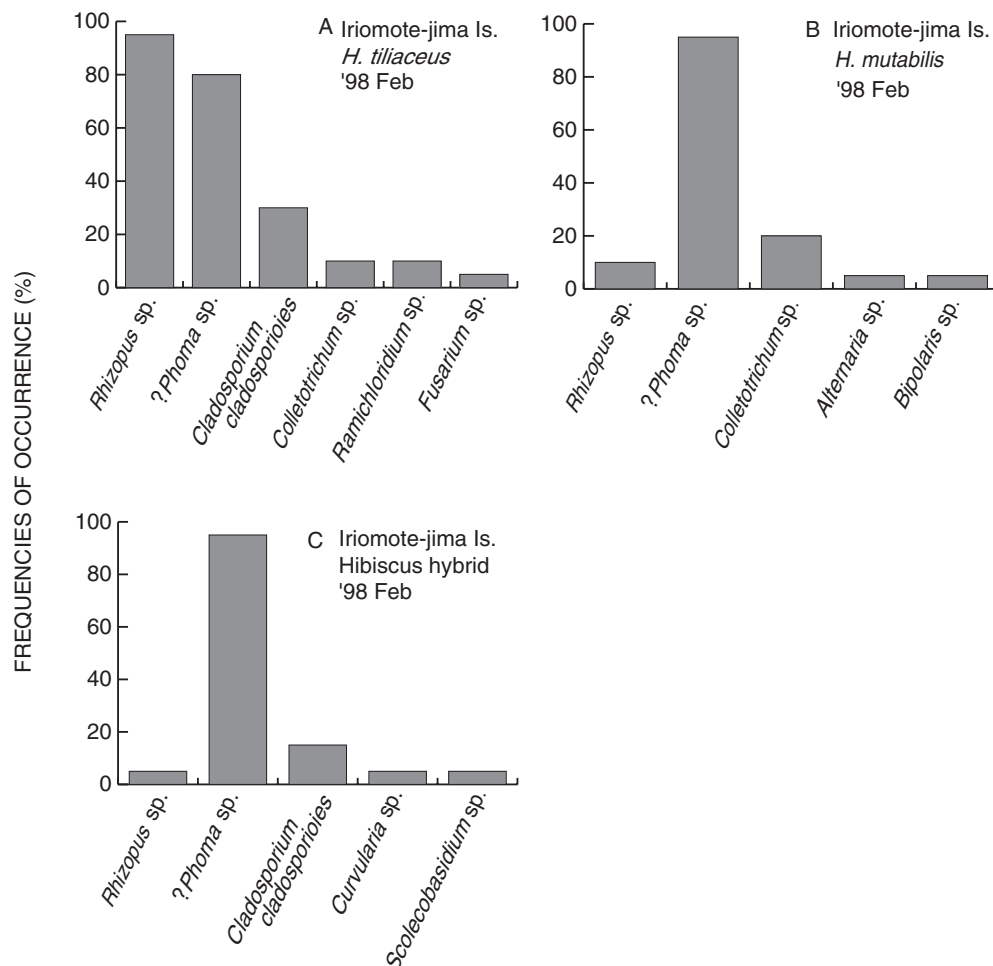 FREQUENCIES OF OCCURRENCE (%)
A Iriomote-jima Is.
H. tiliaceus
'98 Feb
100
80
60
40
20
0
Rhizopus sp.
?Phoma sp.
Cladosporium
cladosporioies
Colletotrichum sp.
Ramichloridium sp.
Fusarium sp.
B Iriomote-jima Is.
H. mutabilis
'98 Feb
100
80
60
40
20
0
Rhizopus sp.
?Phoma sp.
Colletotrichum sp.
Alternaria sp.
Bipolaris sp.
C Iriomote-jima Is.
Hibiscus hybrid
'98 Feb
100
80
60
40
20
0
Rhizopus sp.
?Phoma sp.
Cladosporium
cladosporioies
Curvularia sp.
Scolecobasidium sp.